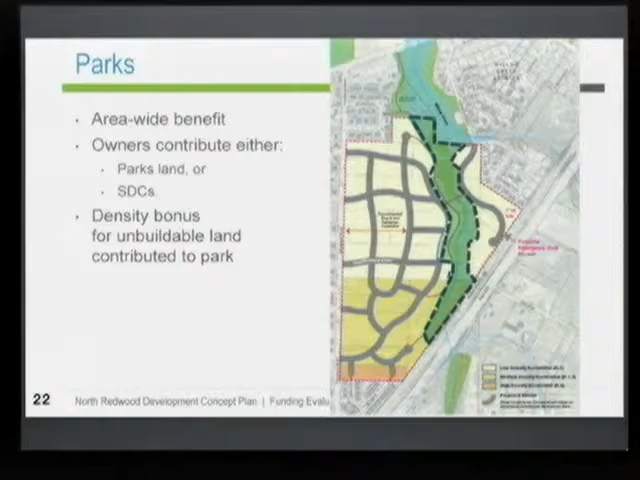 Parks
· Area-wide benefit
· Owners contribute either:
· Parks land, or
· SDCs
· Density bonus
for unbuildable land
contributed to park
22
North Redwood Development Concept Plan | Funding Evalu